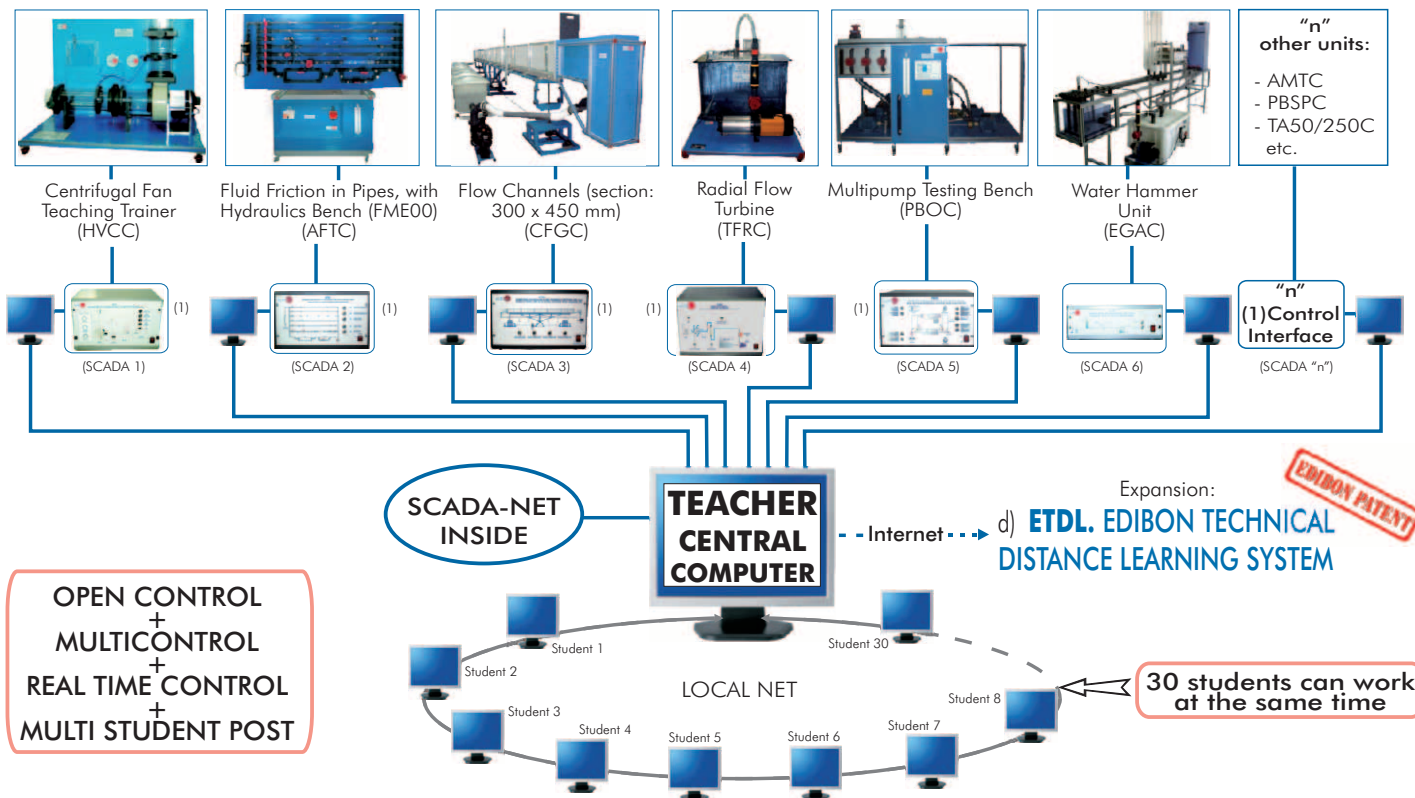 "n"
other units:
- AMTC
- PBSPC
- TA50/250C
etc.
Centrifugal Fan
Teaching Trainer
(HVCC)
Fluid Friction in Pipes, with
Hydraulics Bench (FME00)
(AFTC)
Flow Channels (section:
300 x 450 mm)
(CFGC)
Radial Flow
Turbine
(TFRC)
Multipump Testing Bench
(PBOC)
Water Hammer
Unit
(EGAC)
(1)
(SCADA 1)
(1)
(SCADA 2)
(1)
(SCADA 3)
(1)
(SCADA 4)
(1)
(SCADA 5)
(1)
(SCADA 6)
"n"
(1)Control
Interface
(SCADA "n")
SCADA-NET
INSIDE
TEACHER
CENTRAL
COMPUTER
Internet
Expansion:
d) ETDL. EDIBON TECHNICAL
DISTANCE LEARNING SYSTEM
EDIBON PATENT
OPEN CONTROL
+
MULTICONTROL
+
REAL TIME CONTROL
+
MULTI STUDENT POST
Student 1
Student 2
Student 3
Student 4
Student 5
Student 6
Student 7
Student 8
Student 30
LOCAL NET
30 students can work
at the same time